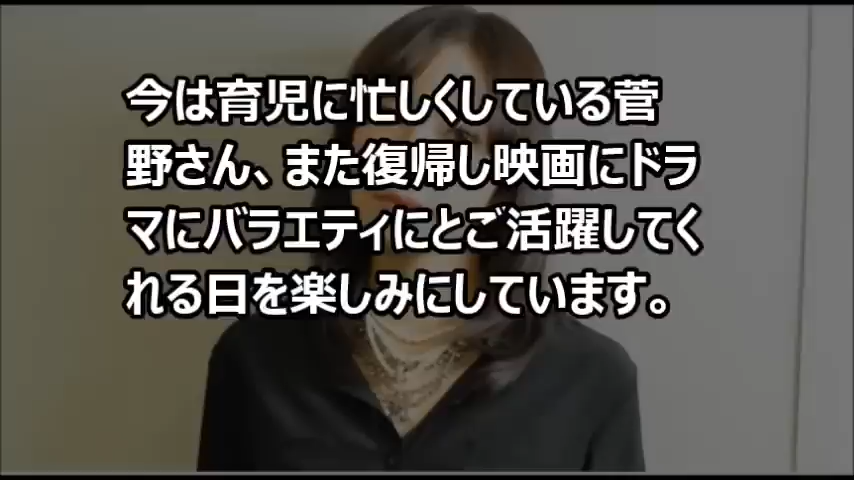 今は育児に忙しくしている菅
野さん、また復帰し映画にドラ
マにバラエティにとご活躍してく
れる日を楽しみにしています。